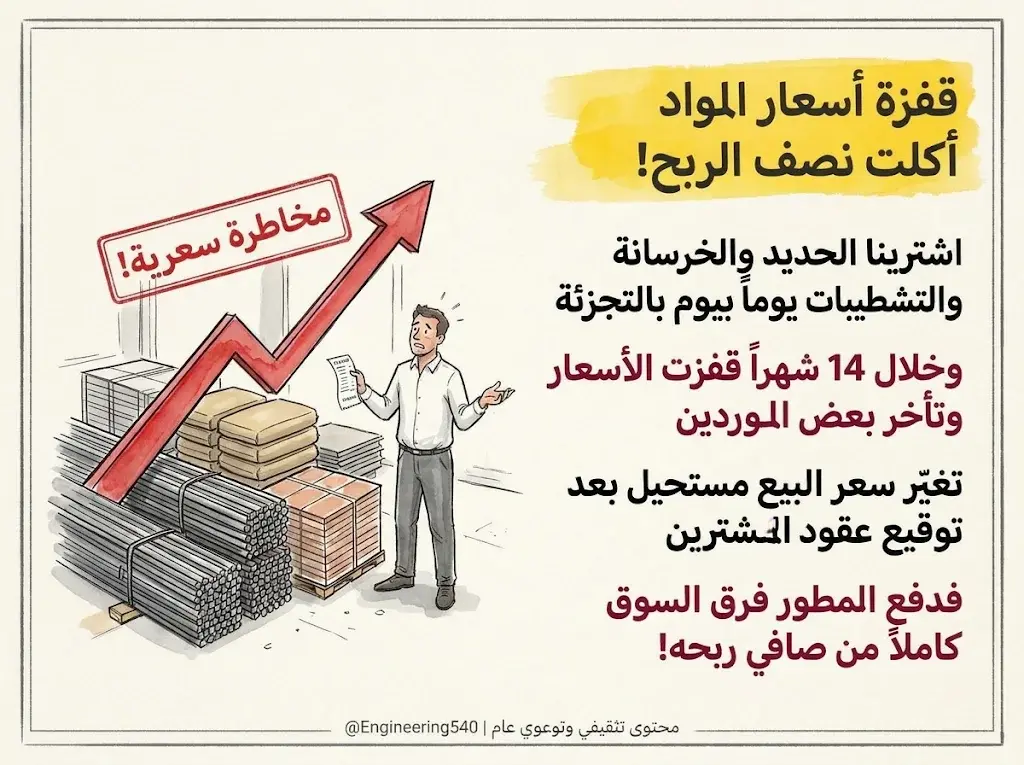 قفزة أسعار المواد
أكلت نصف الربح!
مخاطرة سعرية!
اشترينا الحديد والخرسانة
والتشطيبات يوماً بيوم بالتجزئة
وخلال 14 شهراً قفزت الأسعار
وتأخر بعض الموردين
تغيّر سعر البيع مستحيل بعد
توقيع عقود المشترين
فدفع المطور فرق السوق
كاملاً من صافي ربحه!
محتوى تثقيفي وتوعوي عام | @Engineering540